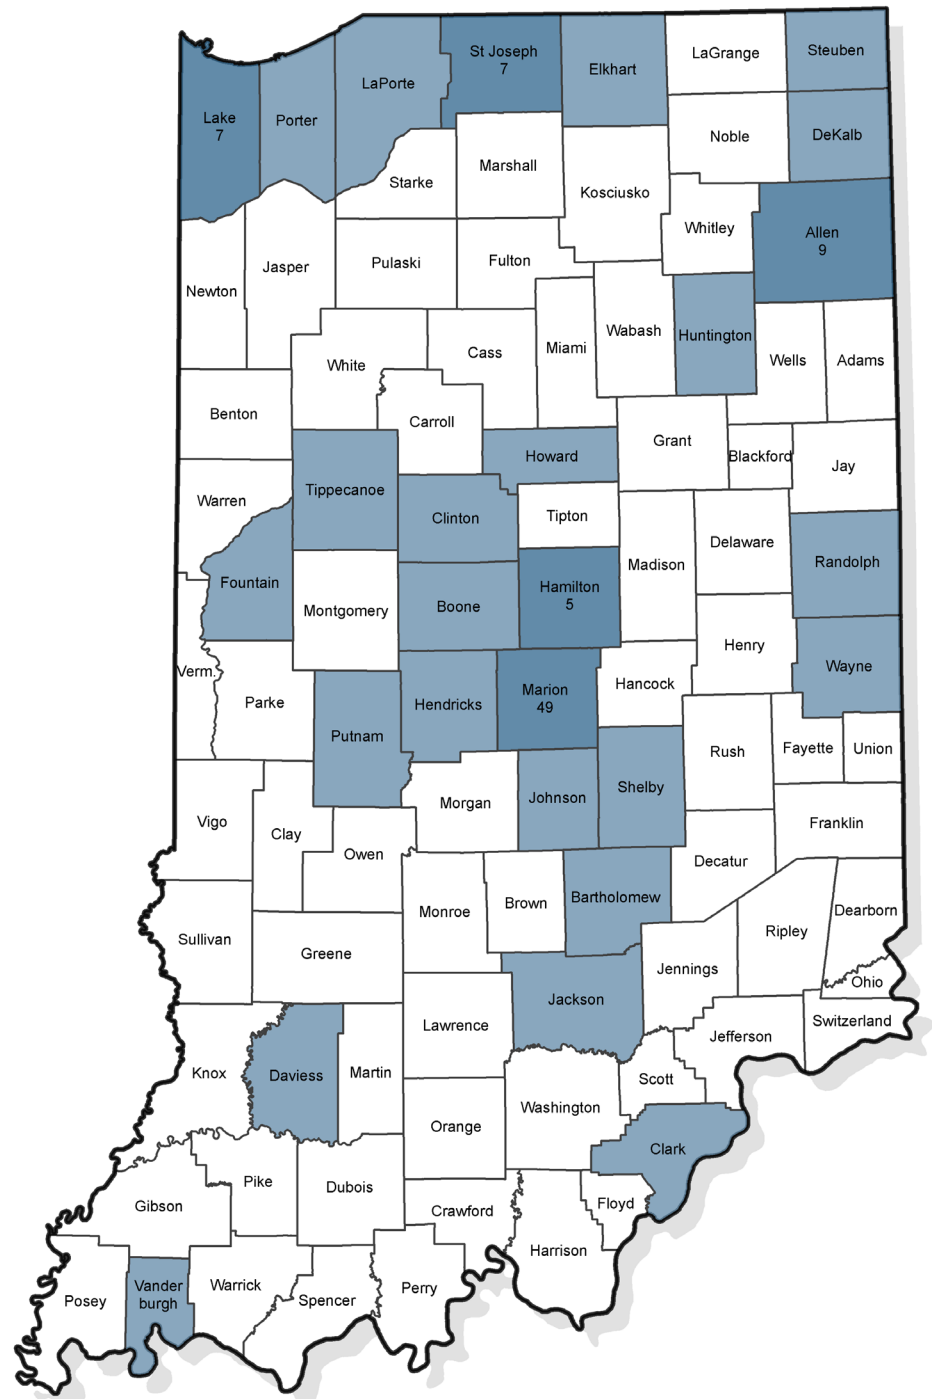 St Joseph
7
LaGrange
Steuben
Elkhart
LaPorte
Lake
7
Porter
Noble
DeKalb
Marshall
Starke
Kosciusko
Whitley
Allen
9
Fulton
Pulaski
Jasper
Newton
Wabash
Huntington
Miami
Cass
White
Wells
Adams
Benton
Carroll
Grant
Blackford
Howard
Jay
Tippecanoe
Warren
Clinton
Tipton
Delaware
Madison
Randolph
Fountain
Hamilton
5
Boone
Montgomery
Henry
Wayne
Verm.
Hancock
Marion
49
Hendricks
Parke
Putnam
Rush
Fayette
Union
Shelby
Johnson
Morgan
Vigo
Clay
Franklin
Owen
Decatur
Bartholomew
Brown
Monroe
Dearborn
Ripley
Sullivan
Greene
Jennings
Ohio
Jackson
Lawrence
Switzerland
Jefferson
Knox
Daviess
Martin
Scott
Washington
Orange
Clark
Pike
Dubois
Gibson
Crawford
Floyd
Harrison
Vander
burgh
Warrick
Perry
Posey
Spencer